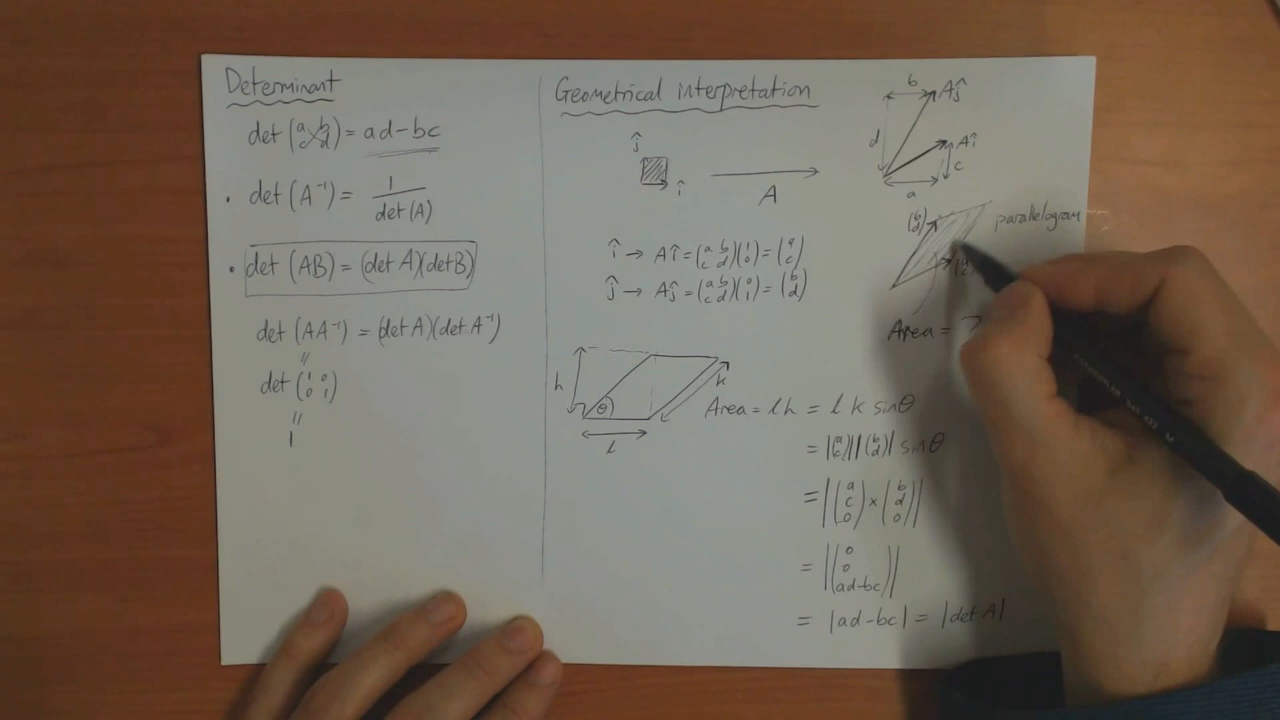 Determinant
det (a b c d) = ad-bc
• det (A⁻¹) = 1/det(A)
• det (AB) = (det A)(det B)
det (AA⁻¹) = (det A)(det A⁻¹)
=
det (1 0 0 1)
=
1
Geometrical interpretation
ĵ
î
A
î → Aî = (a b c d)(1 0) = (a c)
ĵ → Aĵ = (a b c d)(0 1) = (b d)
b
Aĵ
d
Aî
c
a
(b d)
parallelogram
Area = ?
h
θ
k
l
Area = lh = l k sinθ
= |(a c)||(b d)| sinθ
= |(a c 0) × (b d 0)|
= |(0 0 ad-bc)|
= |ad-bc| = |det A|